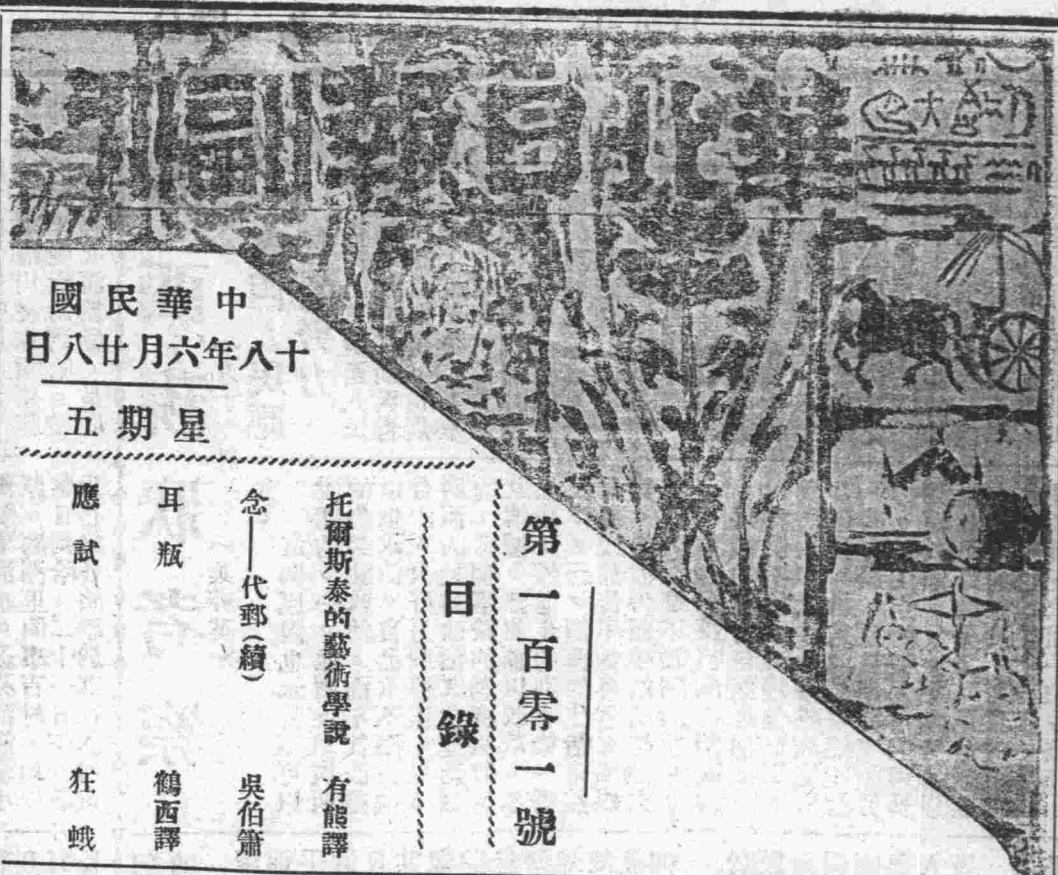 華北日報副刊
中華民國
十八年六月廿八日
星期五
第一百零一號
目錄
托爾斯泰的藝術學說 有熊譯
念——代郵(續) 吳伯簫
耳瓶 鶴西譯
應試 狂蛾